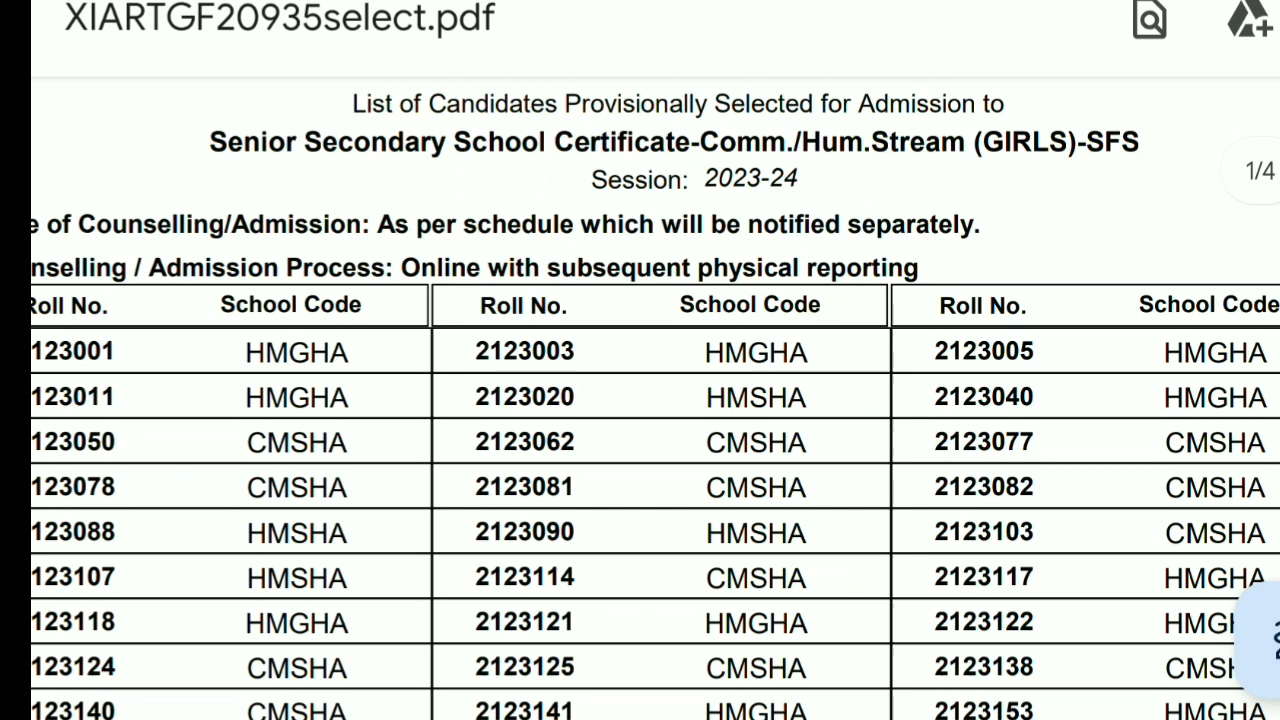 XIARTGF20935select.pdf
List of Candidates Provisionally Selected for Admission to
Senior Secondary School Certificate-Comm./Hum.Stream (GIRLS)-SFS
Session: 2023-24
1/4
e of Counselling/Admission: As per schedule which will be notified separately.
nselling / Admission Process: Online with subsequent physical reporting
Roll No. School Code Roll No. School Code Roll No. School Code
123001 HMGHA 2123003 HMGHA 2123005 HMGHA
123011 HMGHA 2123020 HMSHA 2123040 HMGHA
123050 CMSHA 2123062 CMSHA 2123077 CMSHA
123078 CMSHA 2123081 CMSHA 2123082 CMSHA
123088 HMSHA 2123090 HMSHA 2123103 CMSHA
123107 HMSHA 2123114 CMSHA 2123117 HMGHA
123118 HMGHA 2123121 HMGHA 2123122 HMG
123124 CMSHA 2123125 CMSHA 2123138 CMS
123140 CMSHA 2123141 HMGHA 2123153 HMGHA